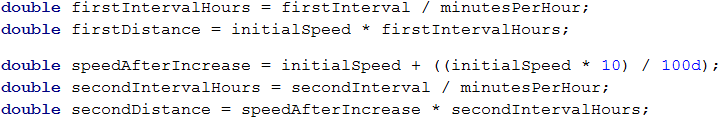 double firstIntervalHours = firstInterval / minutesPerHour;
double firstDistance = initialSpeed * firstIntervalHours;
double speedAfterIncrease = initialSpeed + ((initialSpeed * 10) / 100d);
double secondIntervalHours = secondInterval / minutesPerHour;
double secondDistance = speedAfterIncrease * secondIntervalHours;